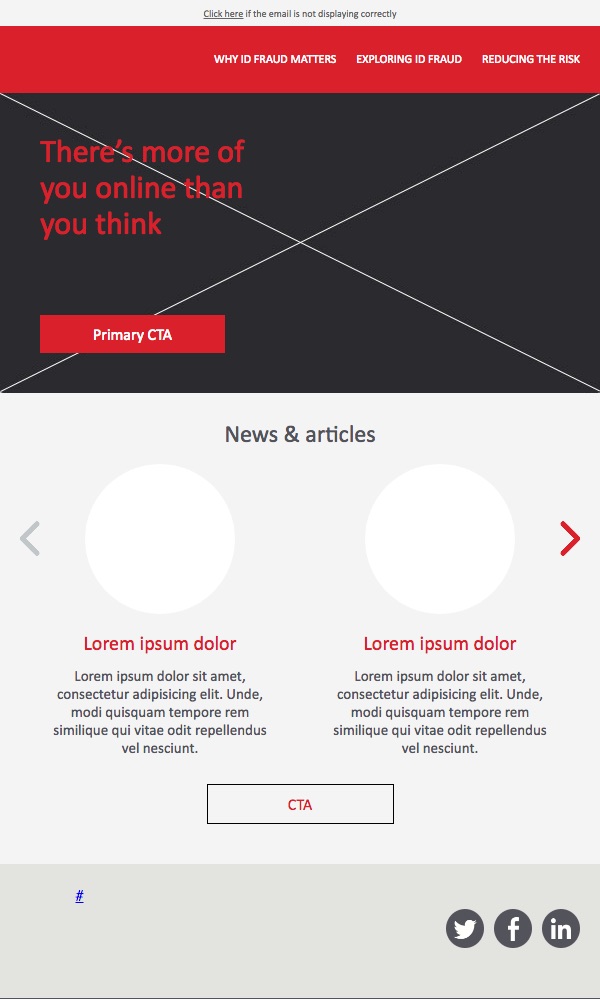 Click here if the email is not displaying correctly
WHY ID FRAUD MATTERS EXPLORING ID FRAUD REDUCING THE RISK
There's more of
you online than
you think
Primary CTA
News & articles
Lorem ipsum dolor
Lorem ipsum dolor sit amet,
consectetur adipisicing elit. Unde,
modi quisquam tempore rem
similique qui vitae odit repellendus
vel nesciunt.
Lorem ipsum dolor
Lorem ipsum dolor sit amet,
consectetur adipisicing elit. Unde,
modi quisquam tempore rem
similique qui vitae odit repellendus
vel nesciunt.
CTA
#